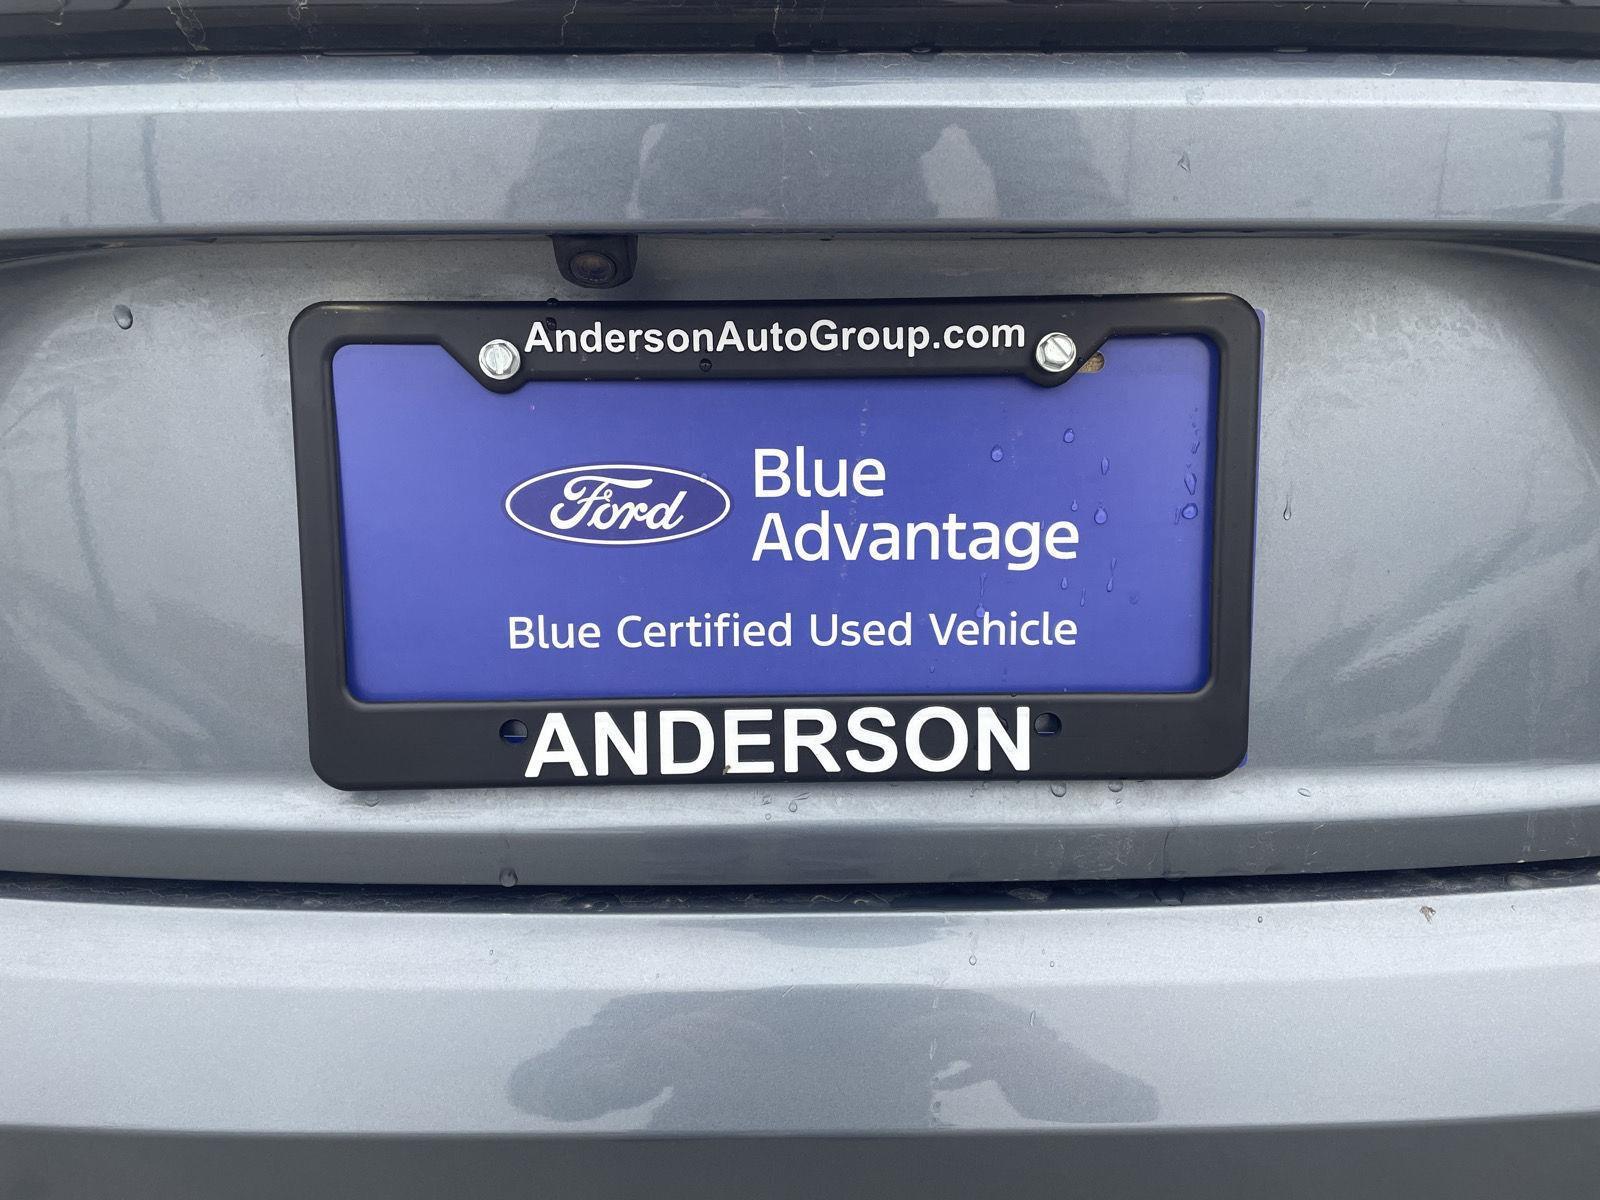 AndersonAutoGroup.com
Ford
Blue
Advantage
Blue Certified Used Vehicle
ANDERSON